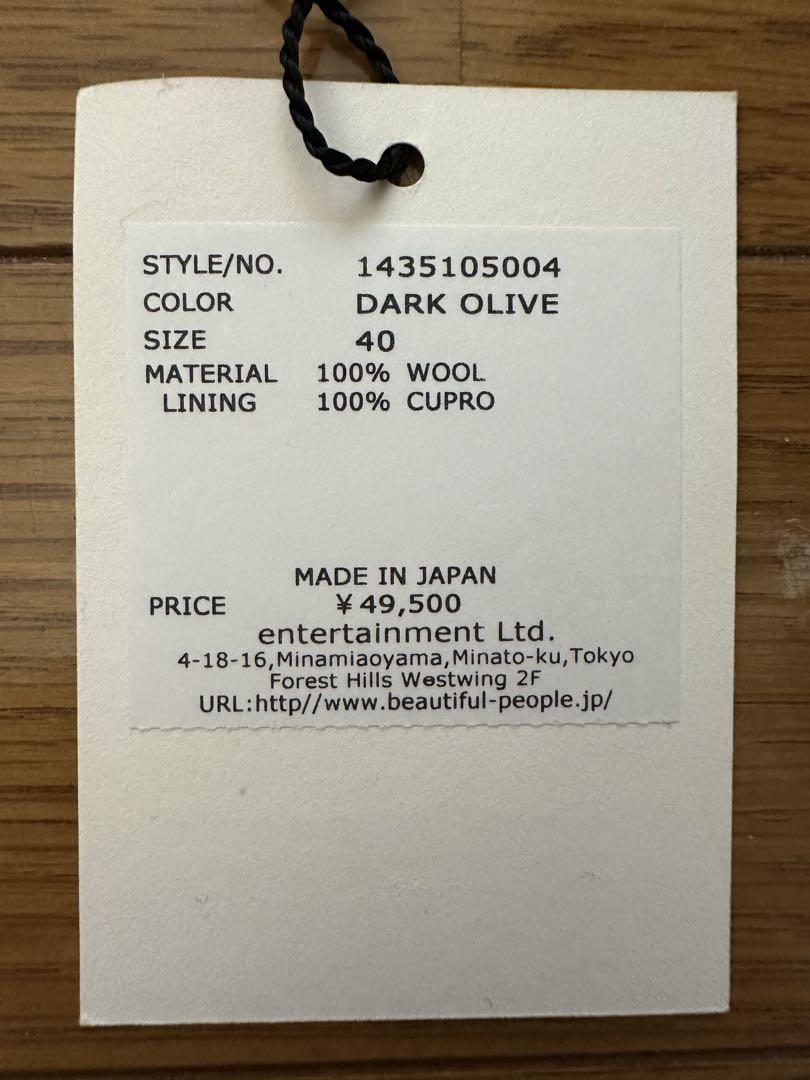 STYLE/NO. 1435105004
COLOR DARK OLIVE
SIZE 40
MATERIAL 100% WOOL
LINING 100% CUPRO
MADE IN JAPAN
PRICE ¥49,500
entertainment Ltd.
4-18-16,Minamiaoyama,Minato-ku,Tokyo
Forest Hills Westwing 2F
URL:http//www.beautiful-people.jp/